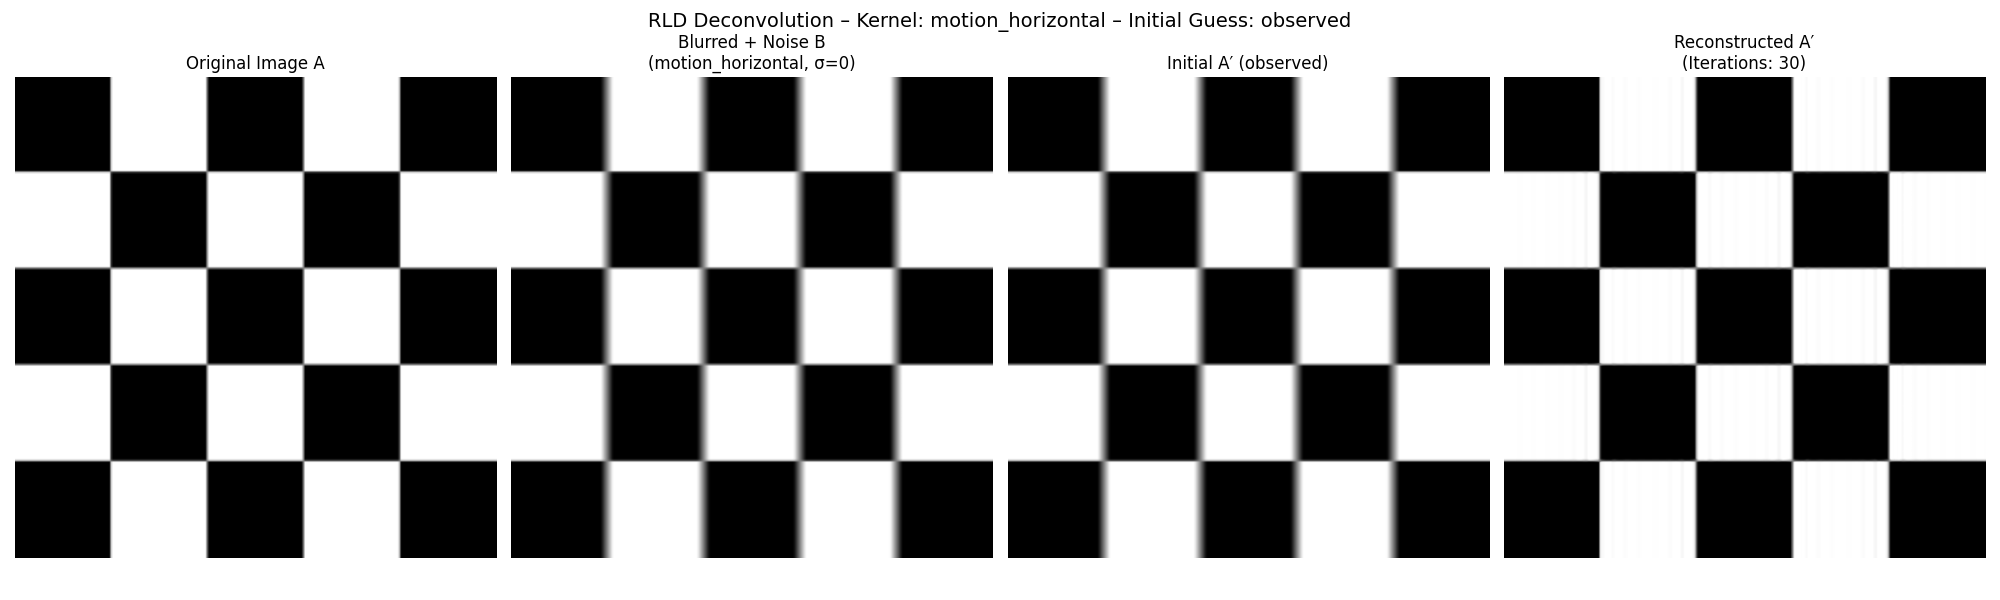 RLD Deconvolution – Kernel: motion_horizontal – Initial Guess: observed
Original Image A
Blurred + Noise B
(motion_horizontal, σ=0)
Initial A′ (observed)
Reconstructed A′
(Iterations: 30)